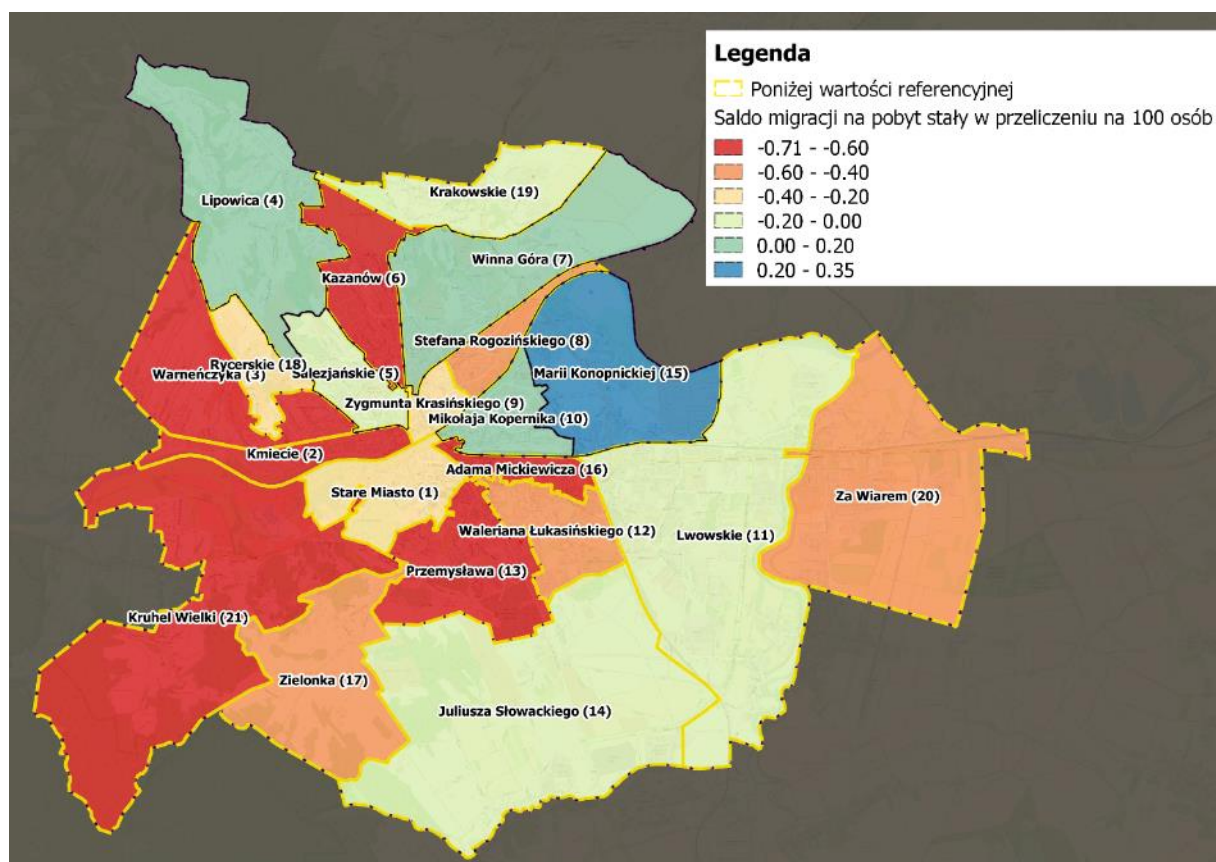 Legenda
Poniżej wartości referencyjnej
Saldo migracji na pobyt stały w przeliczeniu na 100 osób
-0.71 - -0.60
-0.60 - -0.40
-0.40 - -0.20
-0.20 - 0.00
0.00 - 0.20
0.20 - 0.35
Krakowskie (19)
Lipowica (4)
Winna Góra (7)
Kazanów (6)
Stefana Rogozińskiego (8)
Rycerskie (18)
Warneńczyka (3)
Salezjańskie (5)
Marii Konopnickiej (15)
Zygmunta Krasińskiego (9)
Mikołaja Kopernika (10)
Kmiecie (2)
Adama Mickiewicza (16)
Stare Miasto (1)
Za Wiarem (20)
Waleriana Łukasińskiego (12)
Lwowskie (11)
Przemysława (13)
Kruhel Wielki (21)
Zielonka (17)
Juliusza Słowackiego (14)